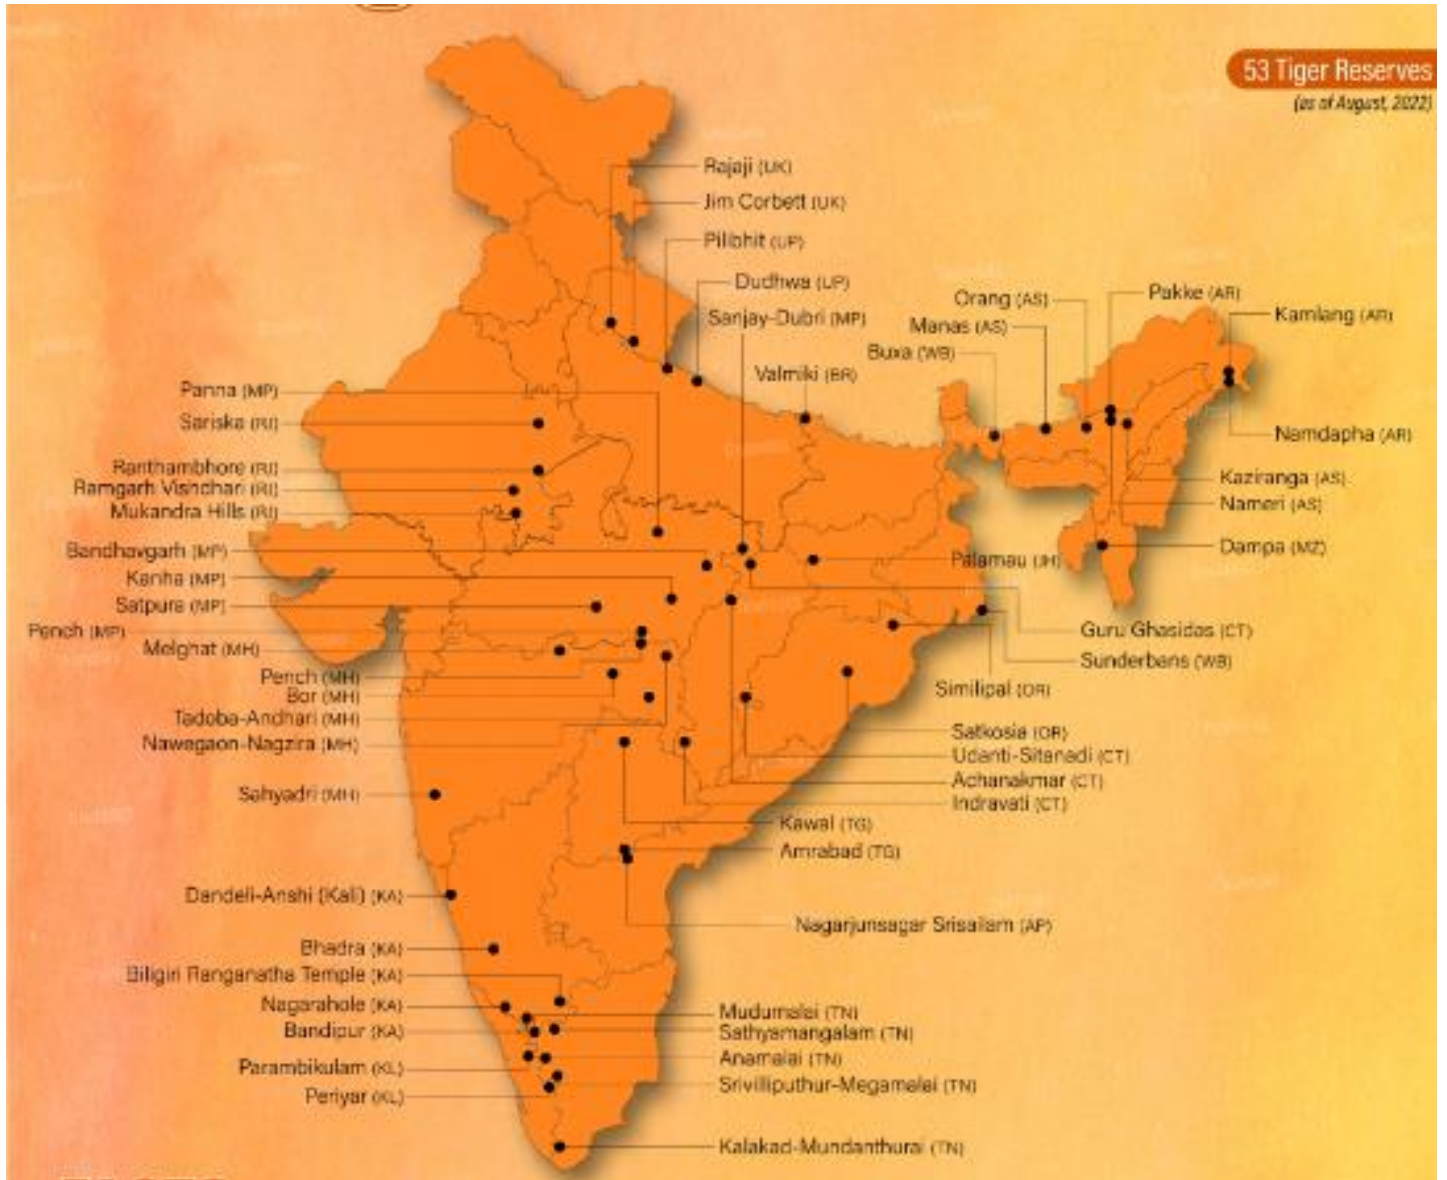 53 Tiger Reserves
(as of August, 2022)
Rajaji (UK)
Jim Corbett (UK)
Pilibhit (UP)
Dudhwa (UP)
Sanjay-Dubri (MP)
Valmiki (BR)
Orang (AS)
Manas (AS)
Buxa (WB)
Pakke (AR)
Kamlang (AR)
Namdapha (AR)
Kaziranga (AS)
Nameri (AS)
Dampa (MZ)
Panna (MP)
Sariska (RJ)
Ranthambhore (RJ)
Ramgarh Vishdhari (RJ)
Mukandra Hills (RJ)
Bandhavgarh (MP)
Kanha (MP)
Satpura (MP)
Pench (MP)
Melghat (MH)
Pench (MH)
Bor (MH)
Tadoba-Andhari (MH)
Nawegaon-Nagzira (MH)
Sahyadri (MH)
Dandeli-Anshi (Kali) (KA)
Bhadra (KA)
Biligiri Ranganatha Temple (KA)
Nagarahole (KA)
Bandipur (KA)
Parambikulam (KL)
Periyar (KL)
Palamau (JH)
Guru Ghasidas (CT)
Sunderbans (WB)
Similipal (OR)
Satkosia (OR)
Udanti-Sitanadi (CT)
Achanakmar (CT)
Indravati (CT)
Kawal (TG)
Amrabad (TG)
Nagarjunsagar Srisailam (AP)
Mudumalai (TN)
Sathyamangalam (TN)
Anamalai (TN)
Srivilliputhur-Megamalai (TN)
Kalakad-Mundanthurai (TN)